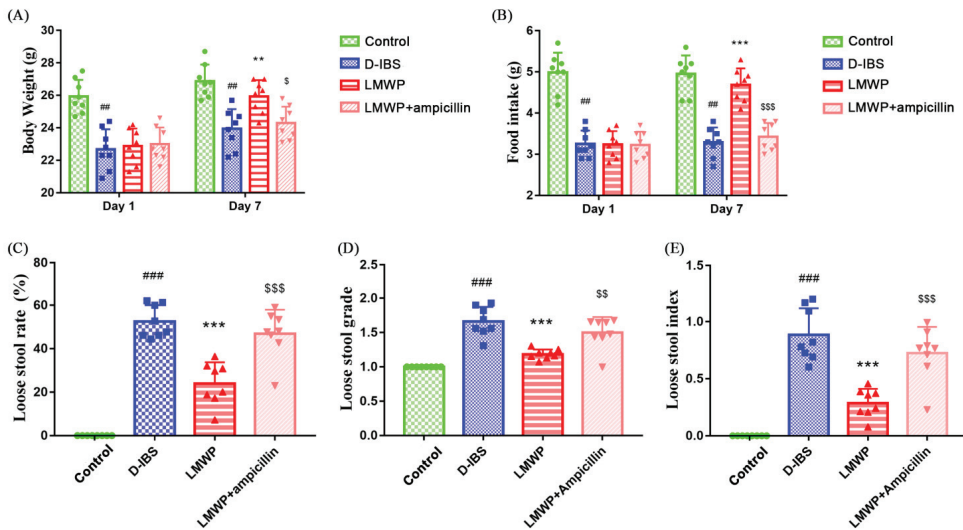 (A)
Body Weight (g)
30
28
26
24
22
20
##
##
**
$
Day 1
Day 7
Control
D-IBS
LMWP
LMWP+ampicillin
(B)
Food intake (g)
6
5
4
3
2
##
##
***
$$$
Day 1
Day 7
Control
D-IBS
LMWP
LMWP+ampicillin
(C)
Loose stool rate (%)
80
60
40
20
0
###
***
$$$
Control
D-IBS
LMWP
LMWP+ampicillin
(D)
Loose stool grade
2.5
2.0
1.5
1.0
0.5
0.0
###
***
$$
Control
D-IBS
LMWP
LMWP+Ampicillin
(E)
Loose stool index
1.5
1.0
0.5
0.0
###
***
$$$
Control
D-IBS
LMWP
LMWP+Ampicillin